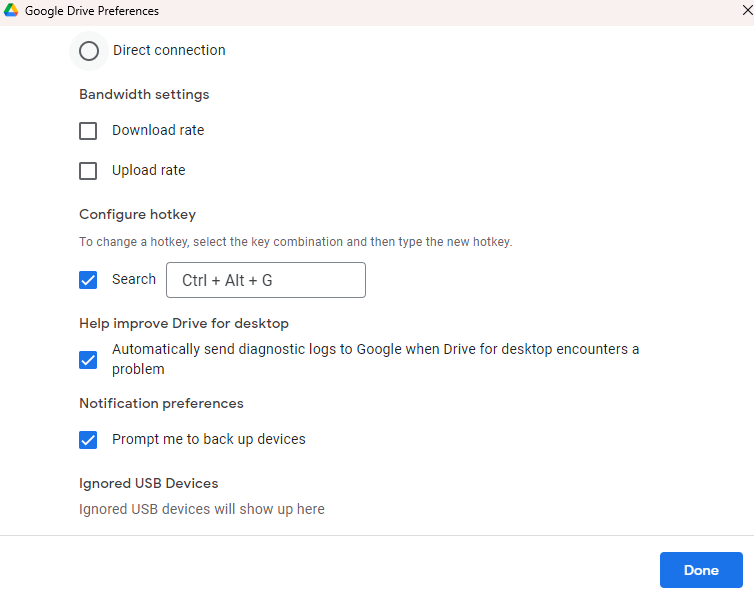 Google Drive Preferences
Direct connection
Bandwidth settings
Download rate
Upload rate
Configure hotkey
To change a hotkey, select the key combination and then type the new hotkey.
Search
Ctrl + Alt + G
Help improve Drive for desktop
Automatically send diagnostic logs to Google when Drive for desktop encounters a
problem
Notification preferences
Prompt me to back up devices
Ignored USB Devices
Ignored USB devices will show up here
Done